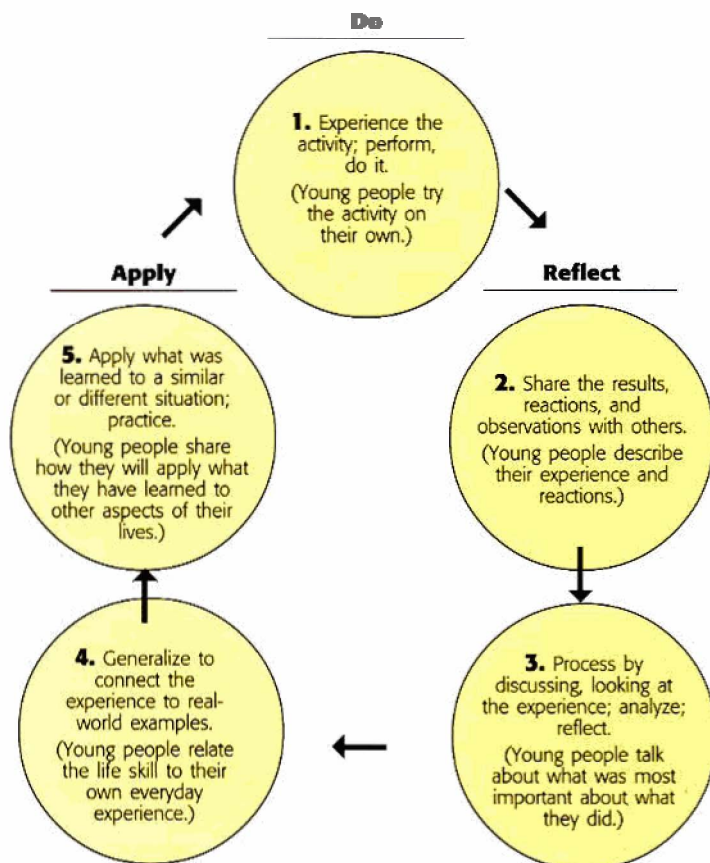 Do
1. Experience the
activity; perform,
do it.
(Young people try
the activity on
their own.)
Reflect
2. Share the results,
reactions, and
observations with others.
(Young people describe
their experience and
reactions.)
3. Process by
discussing, looking at
the experience; analyze;
reflect.
(Young people talk
about what was most
important about what
they did.)
4. Generalize to
connect the
experience to real-
world examples.
(Young people relate
the life skill to their
own everyday
experience.)
Apply
5. Apply what was
learned to a similar
or different situation;
practice.
(Young people share
how they will apply what
they have learned to
other aspects of their
lives.)